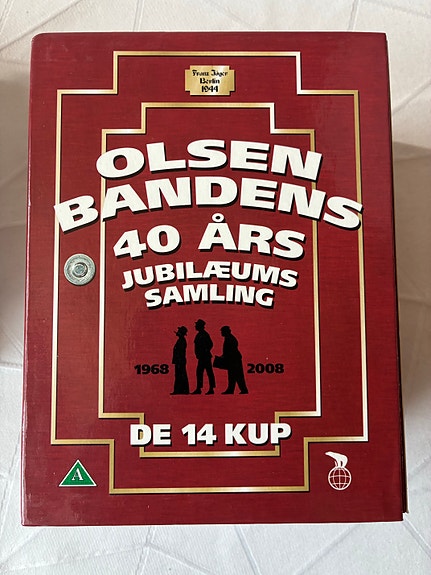 Franz Jäger
Berlin
1944
OLSEN
BANDENS
40 ÅRS
JUBILÆUMS
SAMLING
1968 2008
DE 14 KUP
A